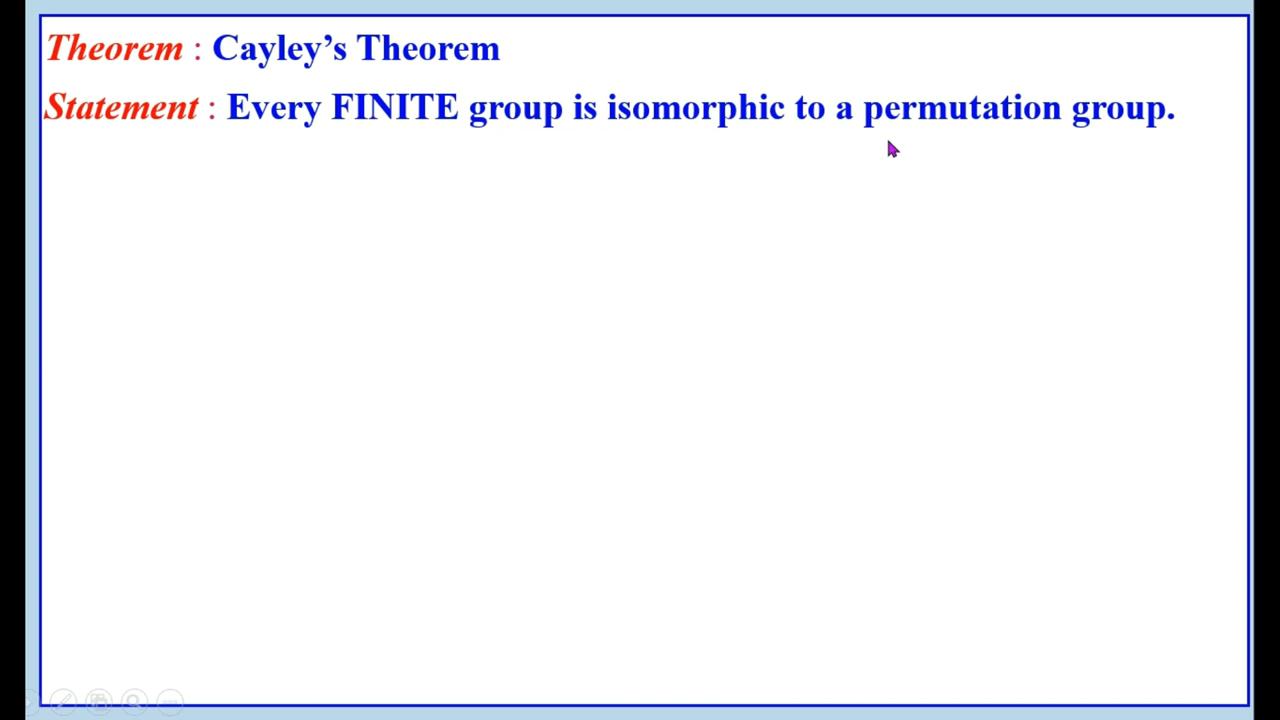 Theorem : Cayley’s Theorem
Statement : Every FINITE group is isomorphic to a permutation group.